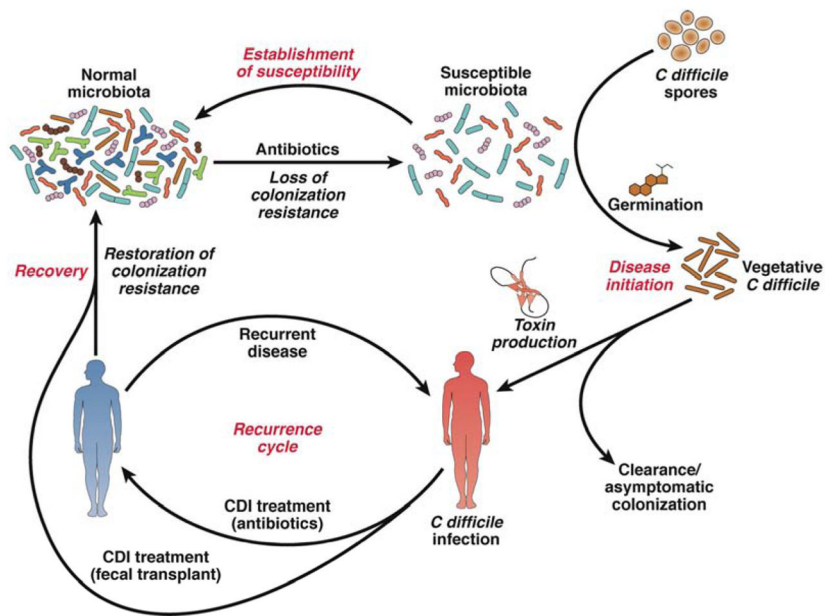 Establishment
of susceptibility
Normal
microbiota
Susceptible
microbiota
C difficile
spores
Antibiotics
Loss of
colonization
resistance
Germination
Recovery
Restoration of
colonization
resistance
Disease
initiation
Vegetative
C difficile
Toxin
production
Recurrent
disease
Recurrence
cycle
Clearance/
asymptomatic
colonization
CDI treatment
(antibiotics)
C difficile
infection
CDI treatment
(fecal transplant)